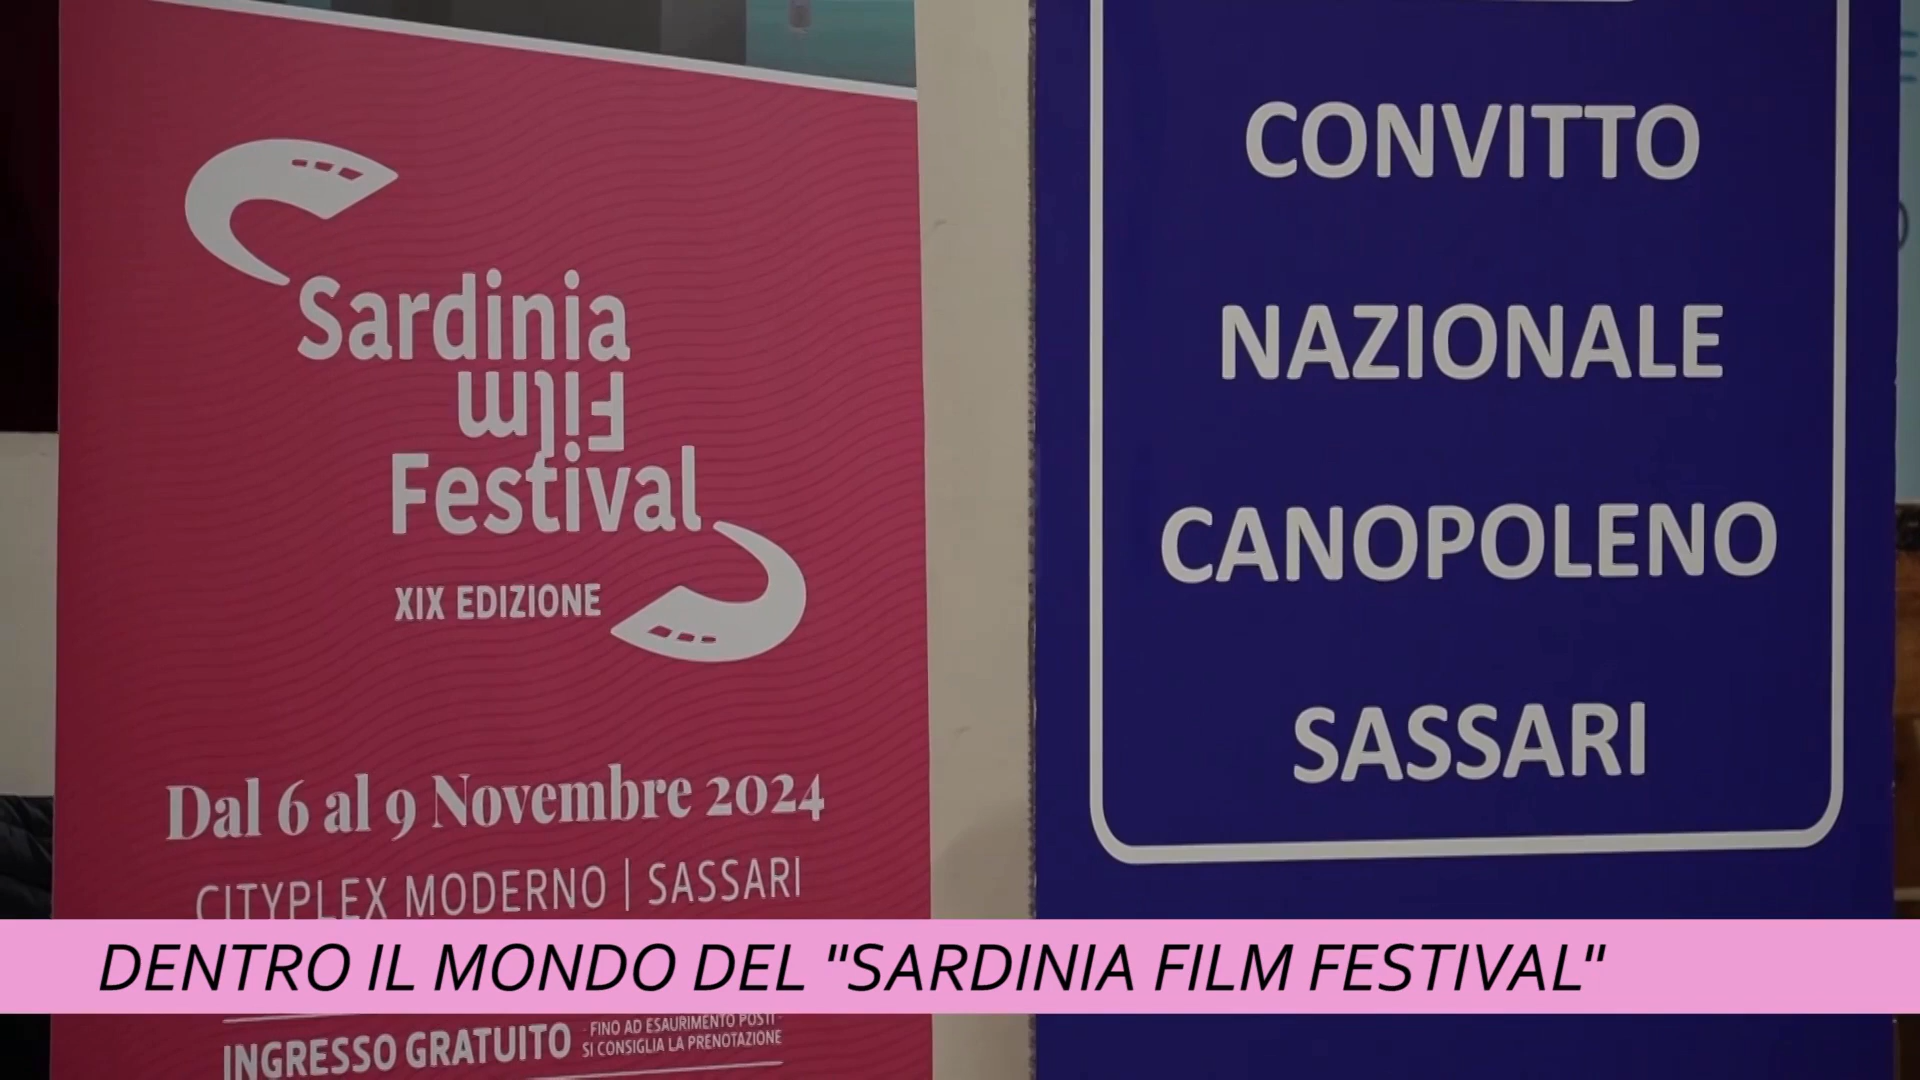 Sardinia
Film
Festival
XIX EDIZIONE
Dal 6 al 9 Novembre 2024
CITYPLEX MODERNO | SASSARI
INGRESSO GRATUITO
- FINO AD ESAURIMENTO POSTI -
SI CONSIGLIA LA PRENOTAZIONE
CONVITTO
NAZIONALE
CANOPOLENO
SASSARI
DENTRO IL MONDO DEL "SARDINIA FILM FESTIVAL"